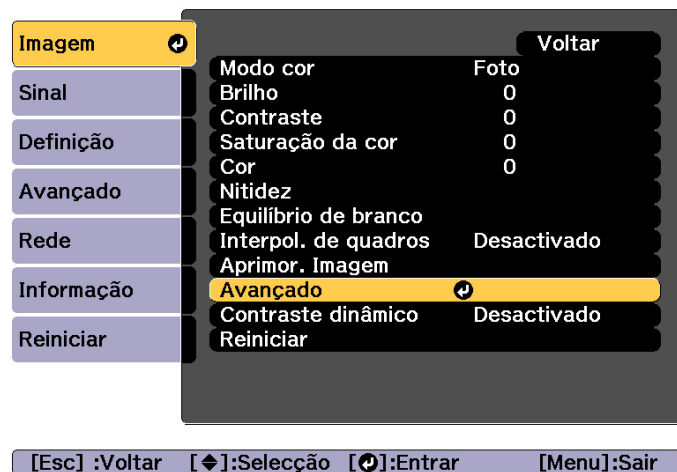 Imagem
Sinal
Definição
Avançado
Rede
Informação
Reiniciar
Voltar
Modo cor Foto
Brilho 0
Contraste 0
Saturação da cor 0
Cor 0
Nitidez
Equilíbrio de branco
Interpol. de quadros Desactivado
Aprimor. Imagem
Avançado
Contraste dinâmico Desactivado
Reiniciar
[Esc] :Voltar [◆]:Selecção [↵]:Entrar [Menu]:Sair